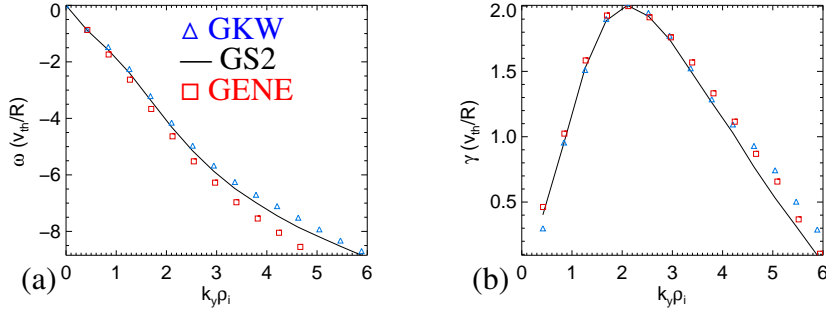 0
−2
−4
−6
−8
ω (v_th/R)
△ GKW
— GS2
□ GENE
0 1 2 3 4 5 6
k_yρ_i
(a)
2.0
1.5
1.0
0.5
γ (v_th/R)
0 1 2 3 4 5 6
k_yρ_i
(b)